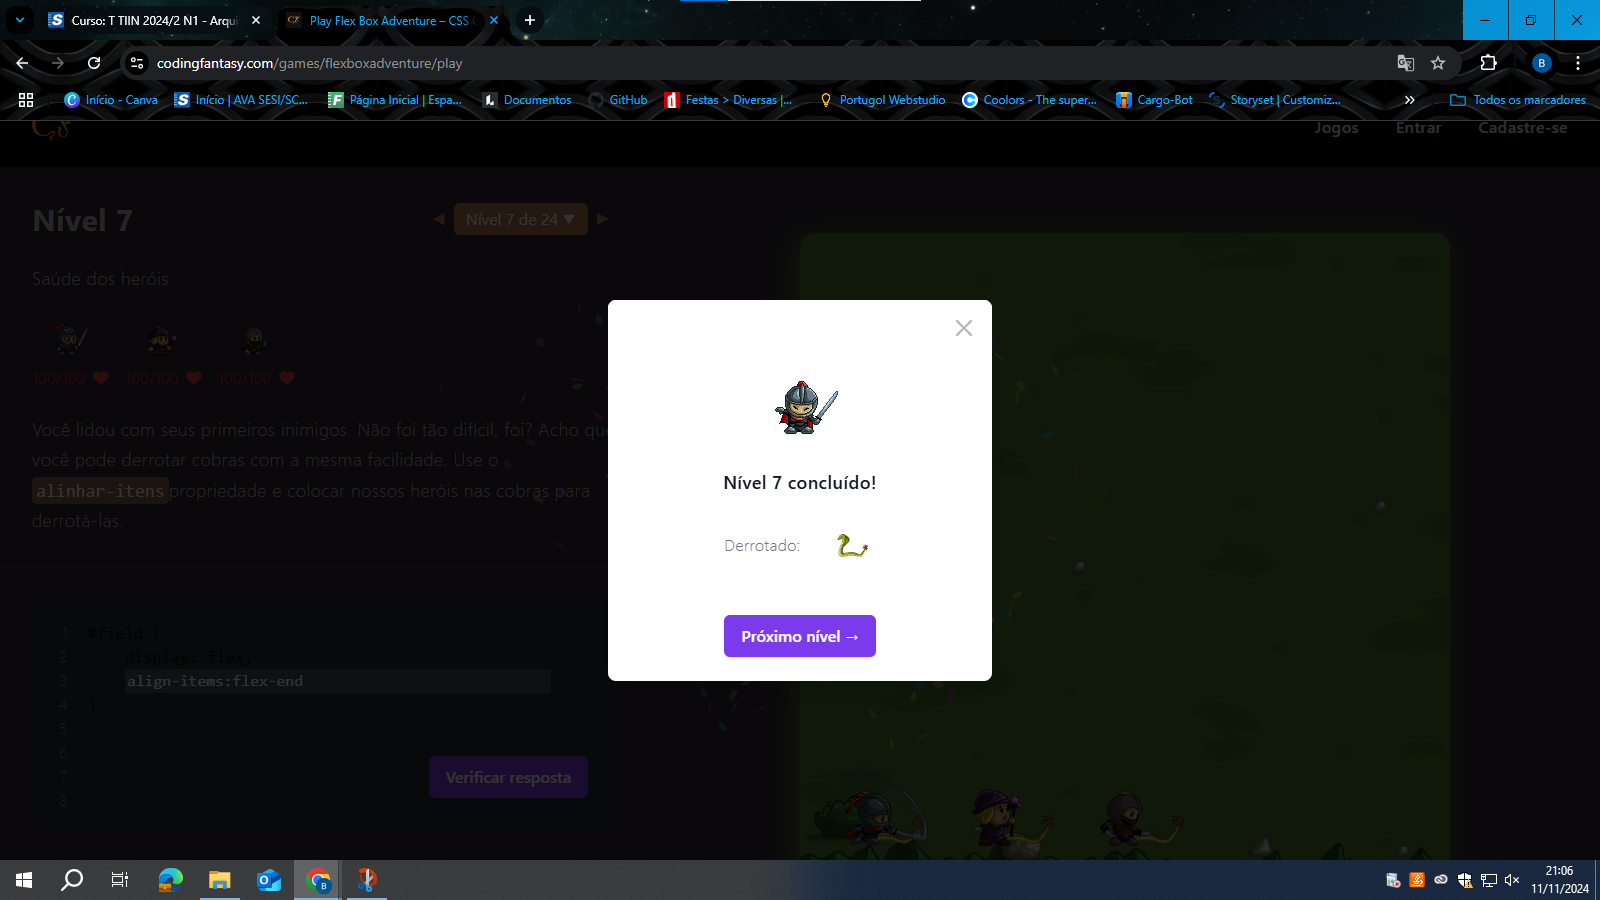 Curso: T TIIN 2024/2 N1 - Arqui
Play Flex Box Adventure – CSS
codingfantasy.com/games/flexboxadventure/play
Início - Canva
Início | AVA SESI/SC...
Página Inicial | Espa...
Documentos
GitHub
Festas > Diversas |...
Portugol Webstudio
Coolors - The super...
Cargo-Bot
Storyset | Customiz...
Todos os marcadores
Jogos
Entrar
Cadastre-se
Nível 7
Nível 7 de 24 ▼
Saúde dos heróis:
100/100
100/100
100/100
Você lidou com seus primeiros inimigos. Não foi tão difícil, foi? Acho que
você pode derrotar cobras com a mesma facilidade. Use o
alinhar-itens propriedade e colocar nossos heróis nas cobras para
derrotá-las.
Nível 7 concluído!
Derrotado:
Próximo nível →
1 #field {
2 display: flex;
3 align-items:flex-end
4 }
5
6
7
8
Verificar resposta
B
21:06
11/11/2024